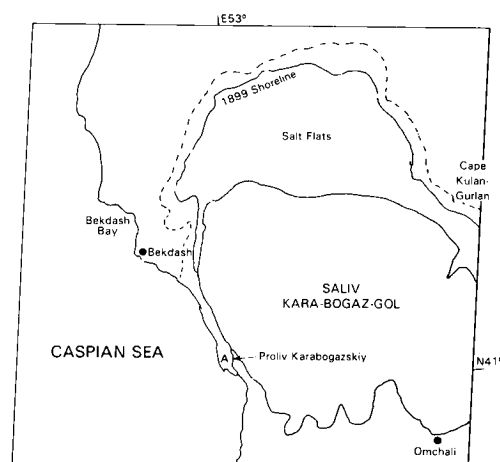 E53°
1899 Shoreline
Salt Flats
Cape
Kulan-
Gurlan
Bekdash
Bay
Bekdash
SALIV
KARA-BOGAZ-GOL
CASPIAN SEA
A
Proliv Karabogazskiy
N41°
Omchali